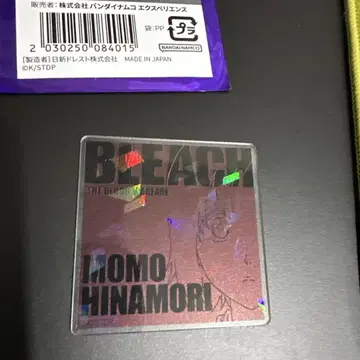 販売者：株式会社 バンダイナムコ エクスペリエンス
袋：PP
プラ
2 030250 084015
BANDAI NAMCO
【製造者】日新ドレスト株式会社 MADE IN JAPAN
©K/STDP
BLEACH
MOMO
HINAMORI